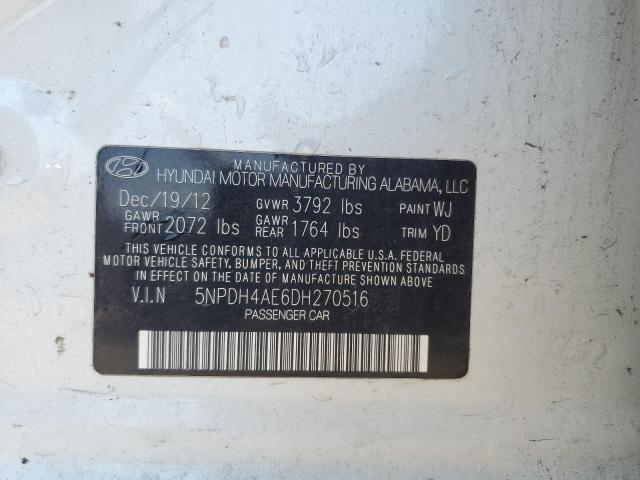 MANUFACTURED BY
HYUNDAI MOTOR MANUFACTURING ALABAMA, LLC
Dec/19/12 GVWR 3792 lbs PAINT WJ
GAWR FRONT 2072 lbs GAWR REAR 1764 lbs TRIM YD
THIS VEHICLE CONFORMS TO ALL APPLICABLE U.S.A. FEDERAL
MOTOR VEHICLE SAFETY, BUMPER, AND THEFT PREVENTION STANDARDS
IN EFFECT ON THE DATE OF MANUFACTURE SHOWN ABOVE.
V.I.N 5NPDH4AE6DH270516
PASSENGER CAR